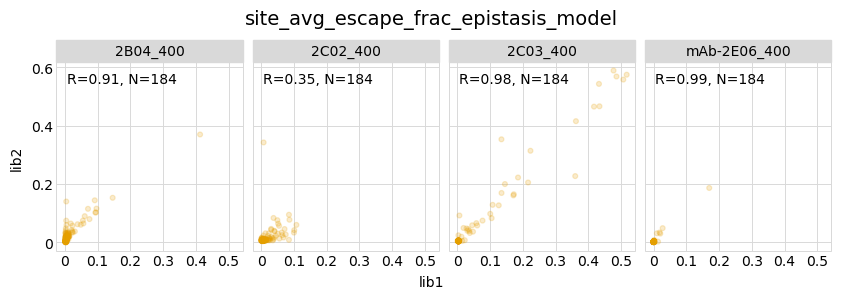 site_avg_escape_frac_epistasis_model
2B04_400 2C02_400 2C03_400 mAb-2E06_400
R=0.91, N=184 R=0.35, N=184 R=0.98, N=184 R=0.99, N=184
0.6
0.4
0.2
0
lib2
0 0.1 0.2 0.3 0.4 0.5 0 0.1 0.2 0.3 0.4 0.5 0 0.1 0.2 0.3 0.4 0.5 0 0.1 0.2 0.3 0.4 0.5
lib1